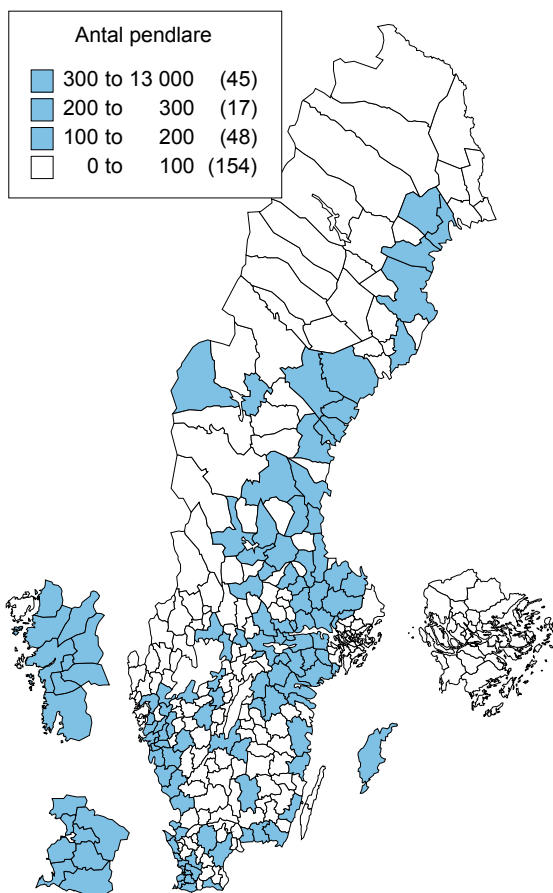 Antal pendlare
300 to 13 000 (45)
200 to 300 (17)
100 to 200 (48)
0 to 100 (154)